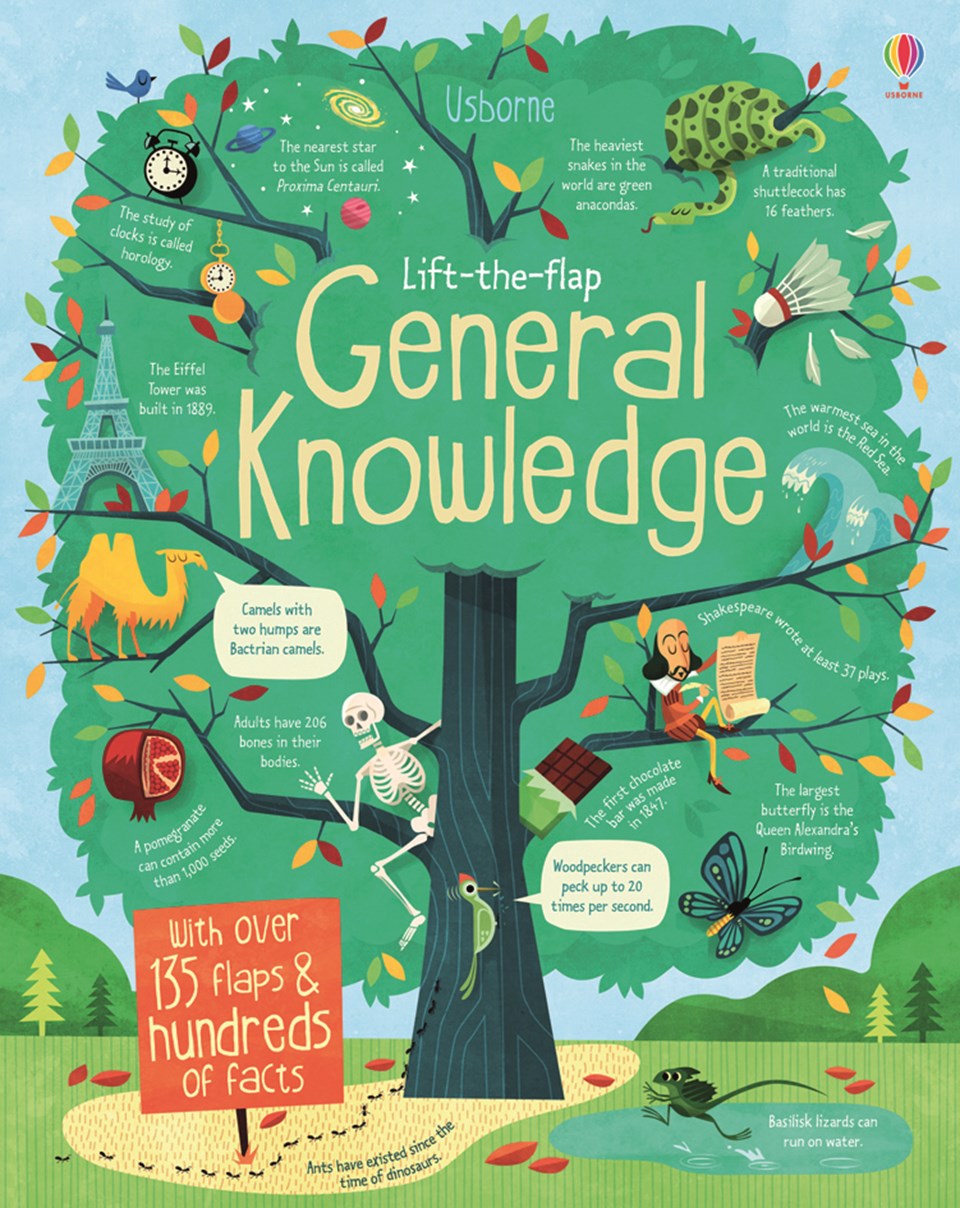 Usborne
USBORNE
The nearest star
to the Sun is called
Proxima Centauri.
The heaviest
snakes in the
world are green
anacondas.
A traditional
shuttlecock has
16 feathers.
The study of
clocks is called
horology.
Lift-the-flap
General
Knowledge
The Eiffel
Tower was
built in 1889.
The warmest sea in the
world is the Red Sea.
Camels with
two humps are
Bactrian camels.
Shakespeare wrote at least 37 plays.
Adults have 206
bones in their
bodies.
The first chocolate
bar was made
in 1847.
A pomegranate
can contain more
than 1,000 seeds.
The largest
butterfly is the
Queen Alexandra's
Birdwing.
Woodpeckers can
peck up to 20
times per second.
With over
135 flaps &
hundreds
of facts
Basilisk lizards can
run on water.
Ants have existed since the
time of dinosaurs.